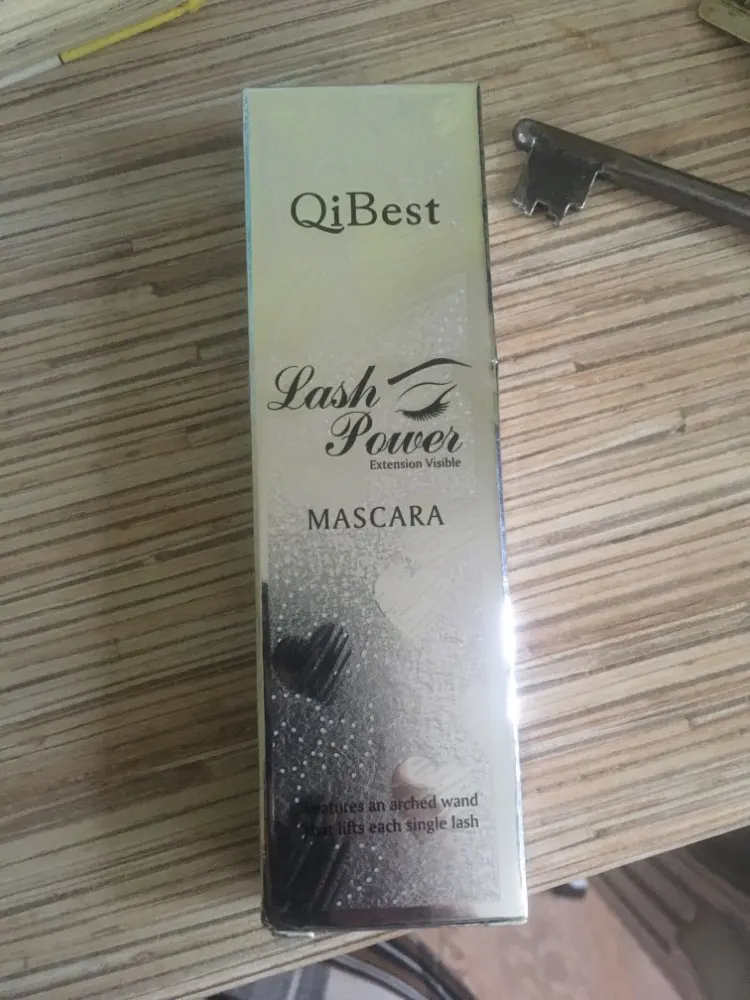 QiBest
Lash
Power
Extension Visible
MASCARA
Features an arched wand
that lifts each single lash